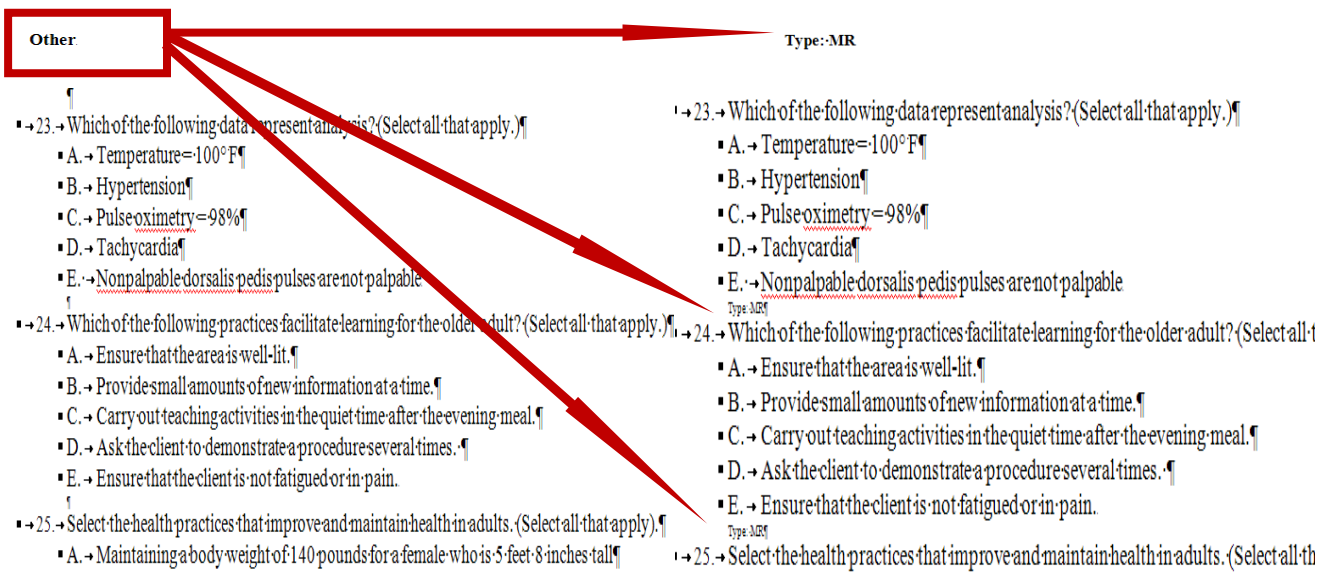 Other
Type: MR
¶
23. Which of the following data represent analysis? (Select all that apply.)¶
A. Temperature = 100°F¶
B. Hypertension¶
C. Pulse oximetry = 98%¶
D. Tachycardia¶
E. Nonpalpable dorsalis pedis pulses are not palpable
¶
24. Which of the following practices facilitate learning for the older adult? (Select all that apply.)¶
A. Ensure that the area is well-lit.¶
B. Provide small amounts of new information at a time.¶
C. Carry out teaching activities in the quiet time after the evening meal.¶
D. Ask the client to demonstrate a procedure several times. ¶
E. Ensure that the client is not fatigued or in pain.
¶
25. Select the health practices that improve and maintain health in adults. (Select all that apply).¶
A. Maintaining a body weight of 140 pounds for a female who is 5 feet 8 inches tall¶
23. Which of the following data represent analysis? (Select all that apply.)¶
A. Temperature = 100°F¶
B. Hypertension¶
C. Pulse oximetry = 98%¶
D. Tachycardia¶
E. Nonpalpable dorsalis pedis pulses are not palpable
Type: MR¶
24. Which of the following practices facilitate learning for the older adult? (Select all t
A. Ensure that the area is well-lit.¶
B. Provide small amounts of new information at a time.¶
C. Carry out teaching activities in the quiet time after the evening meal.¶
D. Ask the client to demonstrate a procedure several times. ¶
E. Ensure that the client is not fatigued or in pain.
Type: MR¶
25. Select the health practices that improve and maintain health in adults. (Select all th